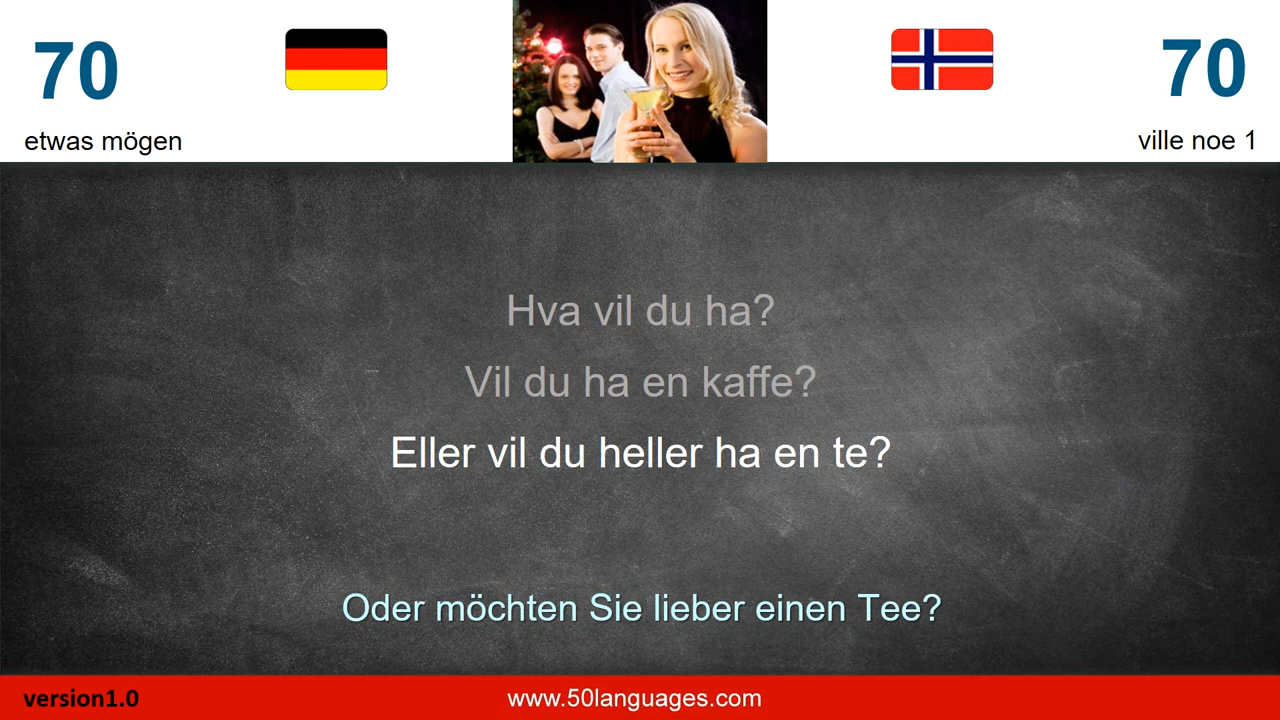 70
70
etwas mögen
ville noe 1
Hva vil du ha?
Vil du ha en kaffe?
Eller vil du heller ha en te?
Oder möchten Sie lieber einen Tee?
version1.0
www.50languages.com